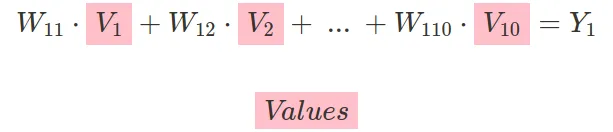 W₁₁ · V₁ + W₁₂ · V₂ + ... + W₁₁₀ · V₁₀ = Y₁
Values